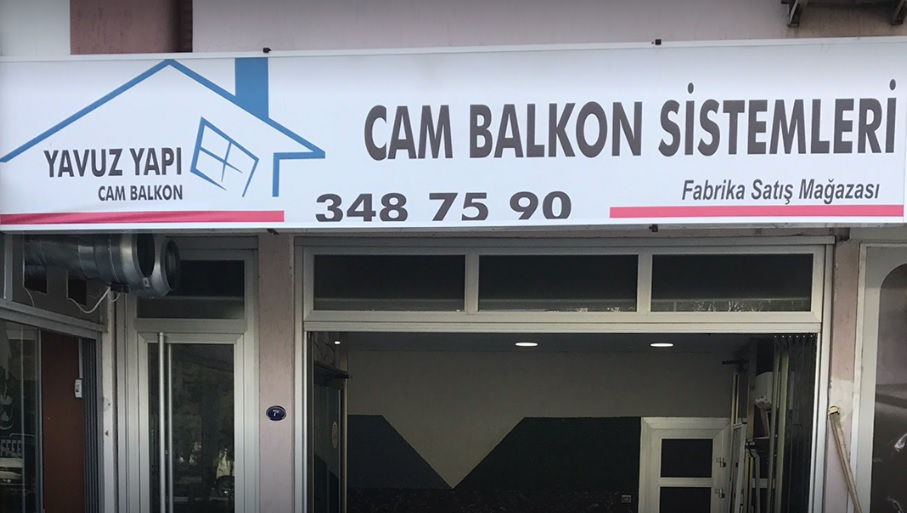 YAVUZ YAPI
CAM BALKON
CAM BALKON SİSTEMLERİ
348 75 90
Fabrika Satış Mağazası